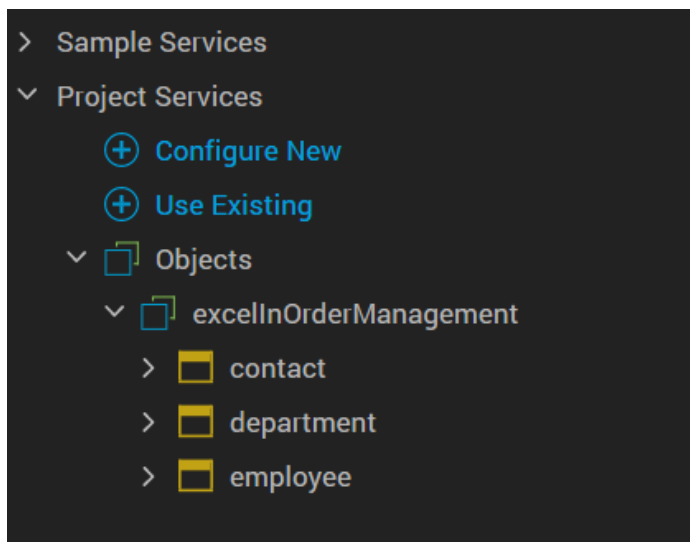 Sample Services
Project Services
Configure New
Use Existing
Objects
excelInOrderManagement
contact
department
employee